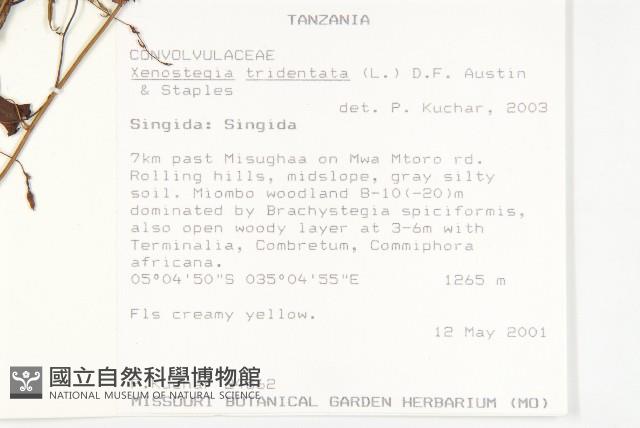 TANZANIA
CONVOLVULACEAE
Xenostegia tridentata (L.) D.F. Austin
& Staples
det. P. Kuchar, 2003
Singida: Singida
7km past Misughaa on Mwa Mtoro rd.
Rolling hills, midslope, gray silty
soil. Miombo woodland 8-10(-20)m
dominated by Brachystegia spiciformis,
also open woody layer at 3-6m with
Terminalia, Combretum, Commiphora
africana.
05°04'50"S 035°04'55"E 1265 m
Fls creamy yellow.
12 May 2001
國立自然科學博物館
NATIONAL MUSEUM OF NATURAL SCIENCE
MISSOURI BOTANICAL GARDEN HERBARIUM (MO)